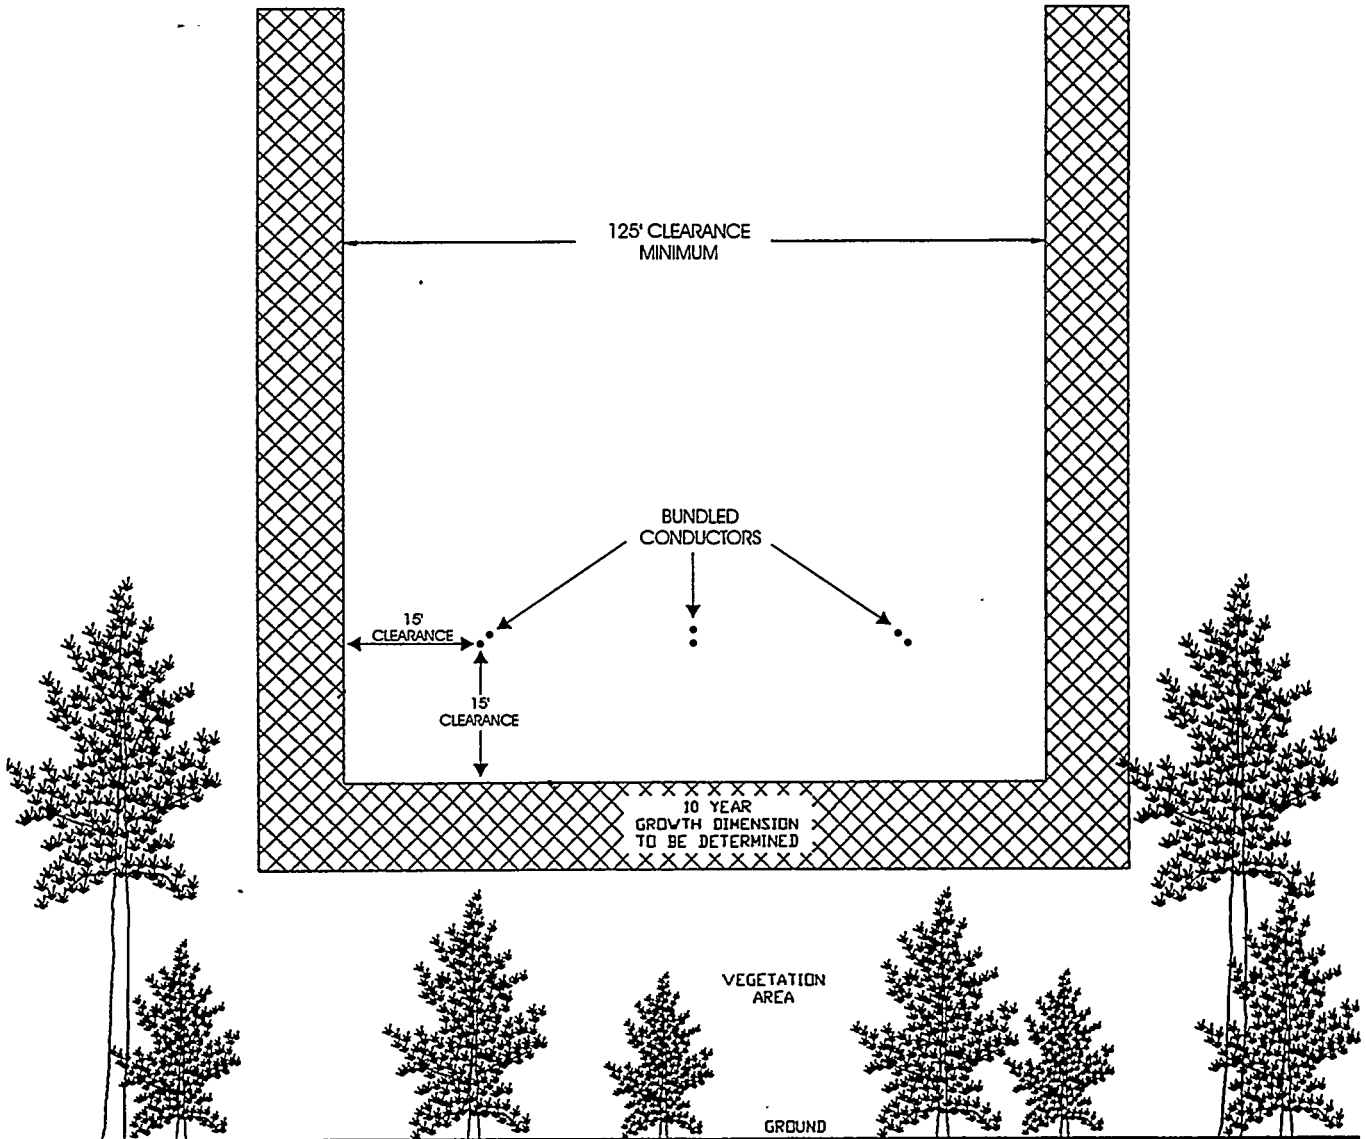 125' CLEARANCE
MINIMUM
BUNDLED
CONDUCTORS
15'
CLEARANCE
15'
CLEARANCE
10 YEAR
GROWTH DIMENSION
TO BE DETERMINED
VEGETATION
AREA
GROUND